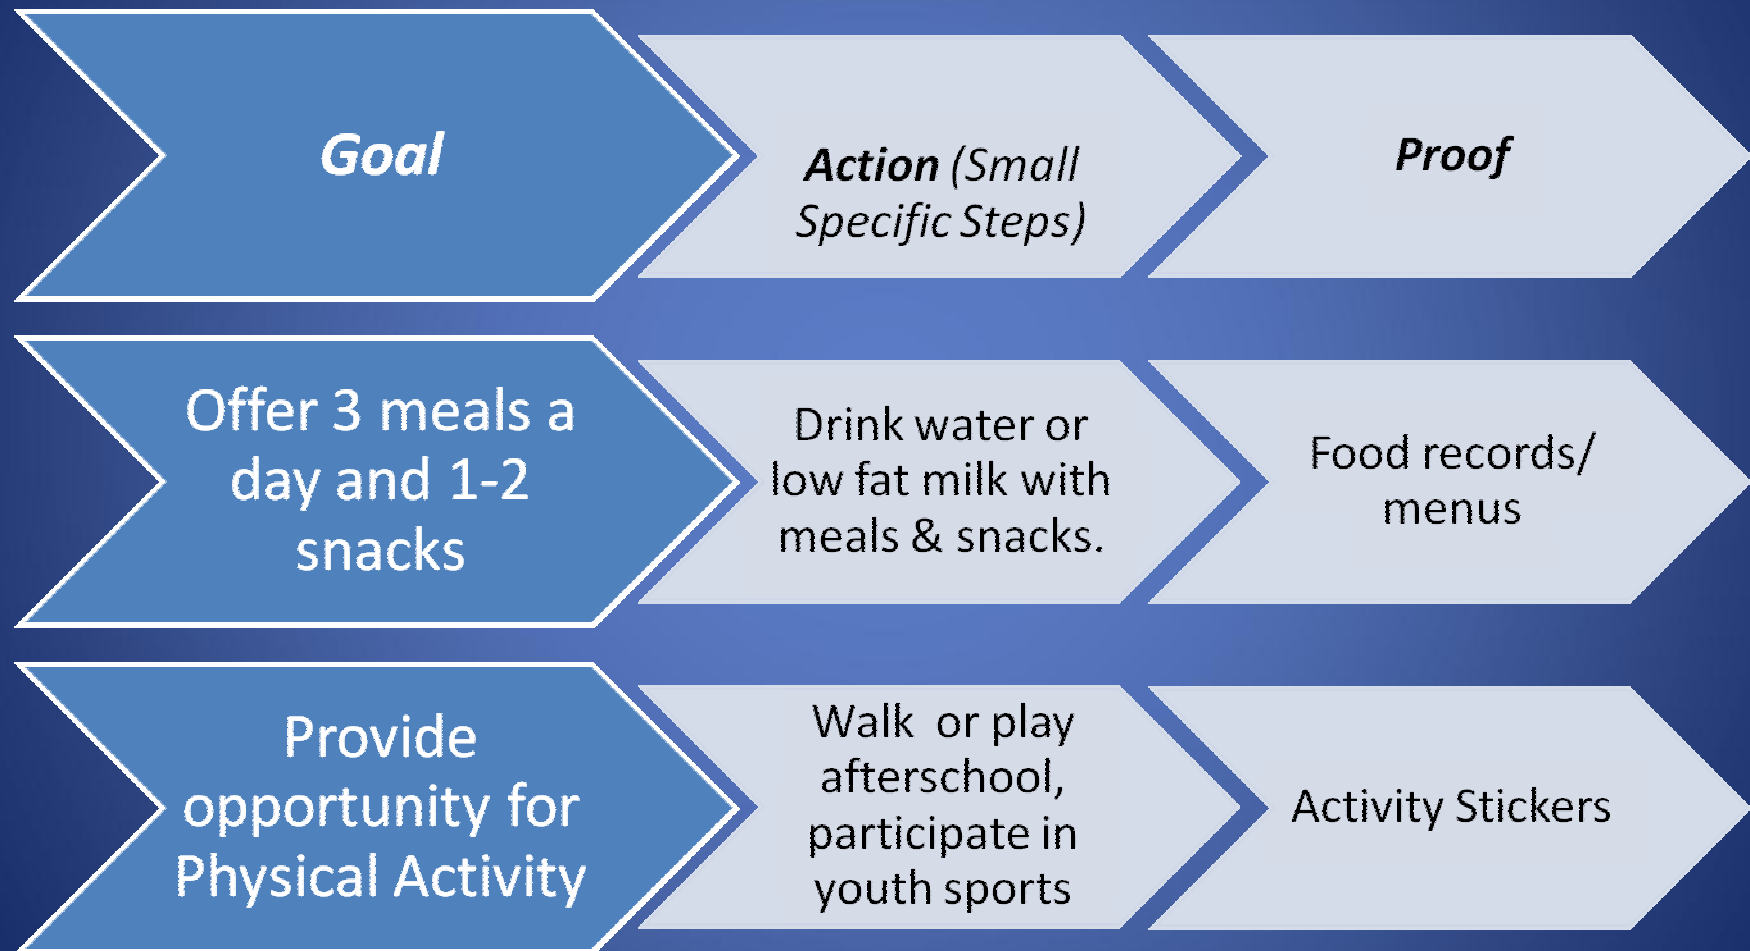 Goal
Action (Small
Specific Steps)
Proof
Offer 3 meals a
day and 1-2
snacks
Drink water or
low fat milk with
meals & snacks.
Food records/
menus
Provide
opportunity for
Physical Activity
Walk  or play
afterschool,
participate in
youth sports
Activity Stickers